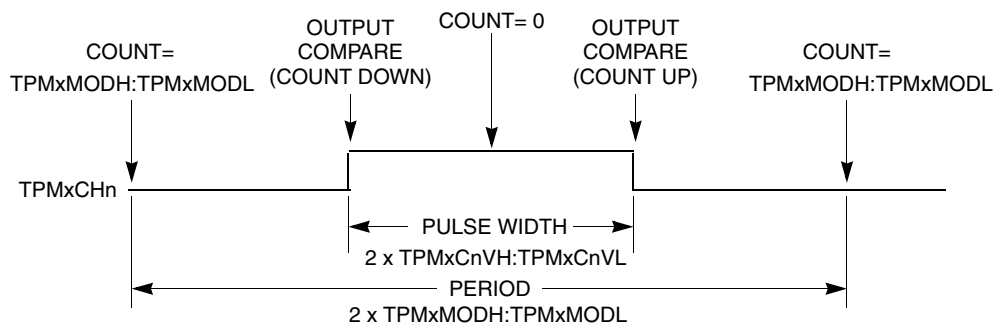 COUNT=
TPMxMODH:TPMxMODL
OUTPUT
COMPARE
(COUNT DOWN)
COUNT= 0
OUTPUT
COMPARE
(COUNT UP)
COUNT=
TPMxMODH:TPMxMODL
TPMxCHn
PULSE WIDTH
2 x TPMxCnVH:TPMxCnVL
PERIOD
2 x TPMxMODH:TPMxMODL